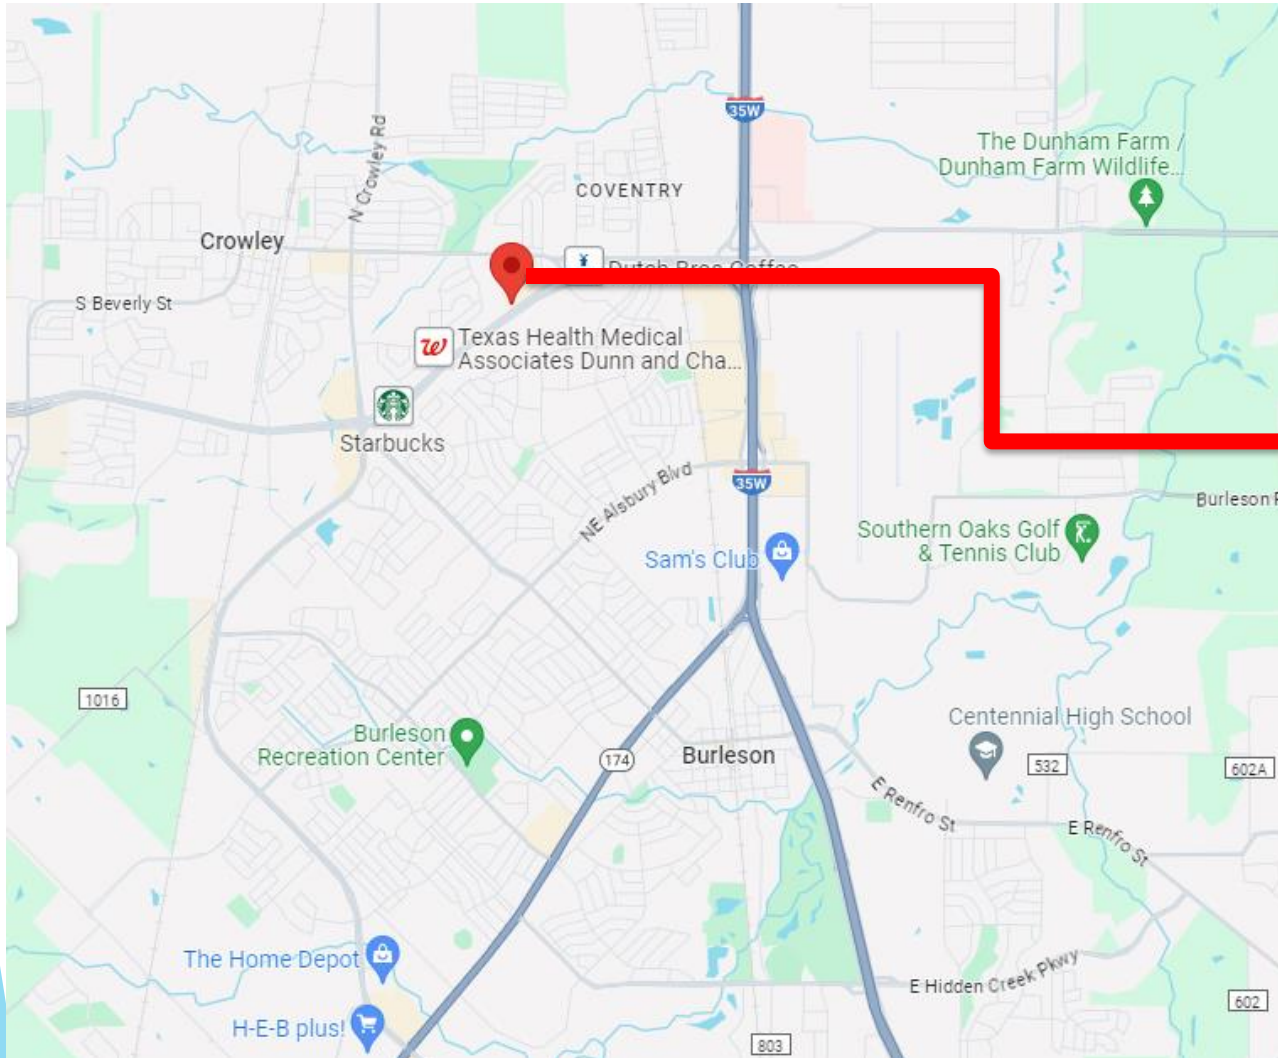 35W
The Dunham Farm /
Dunham Farm Wildlife...
N Crowley Rd
COVENTRY
Crowley
Dutch Bros Coffee
S Beverly St
Texas Health Medical
Associates Dunn and Cha...
Starbucks
NE Alsbury Blvd
35W
Burleson
Southern Oaks Golf
& Tennis Club
Sam's Club
1016
Centennial High School
Burleson
Recreation Center
174
Burleson
532
602A
E Renfro St
E Renfro St
The Home Depot
E Hidden Creek Pkwy
602
H-E-B plus!
803